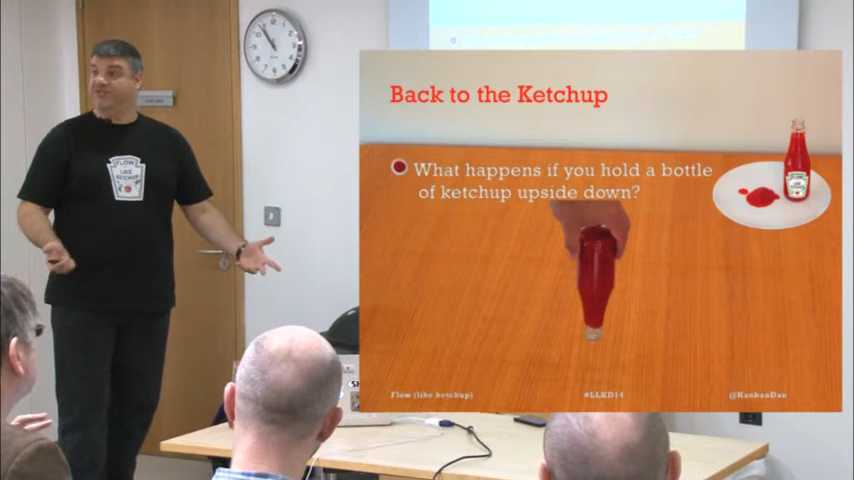 Back to the Ketchup
What happens if you hold a bottle
of ketchup upside down?
FLOW
LIKE
KETCHUP
FLOW
Flow (like ketchup)
#LLKD14
@KanbanDan